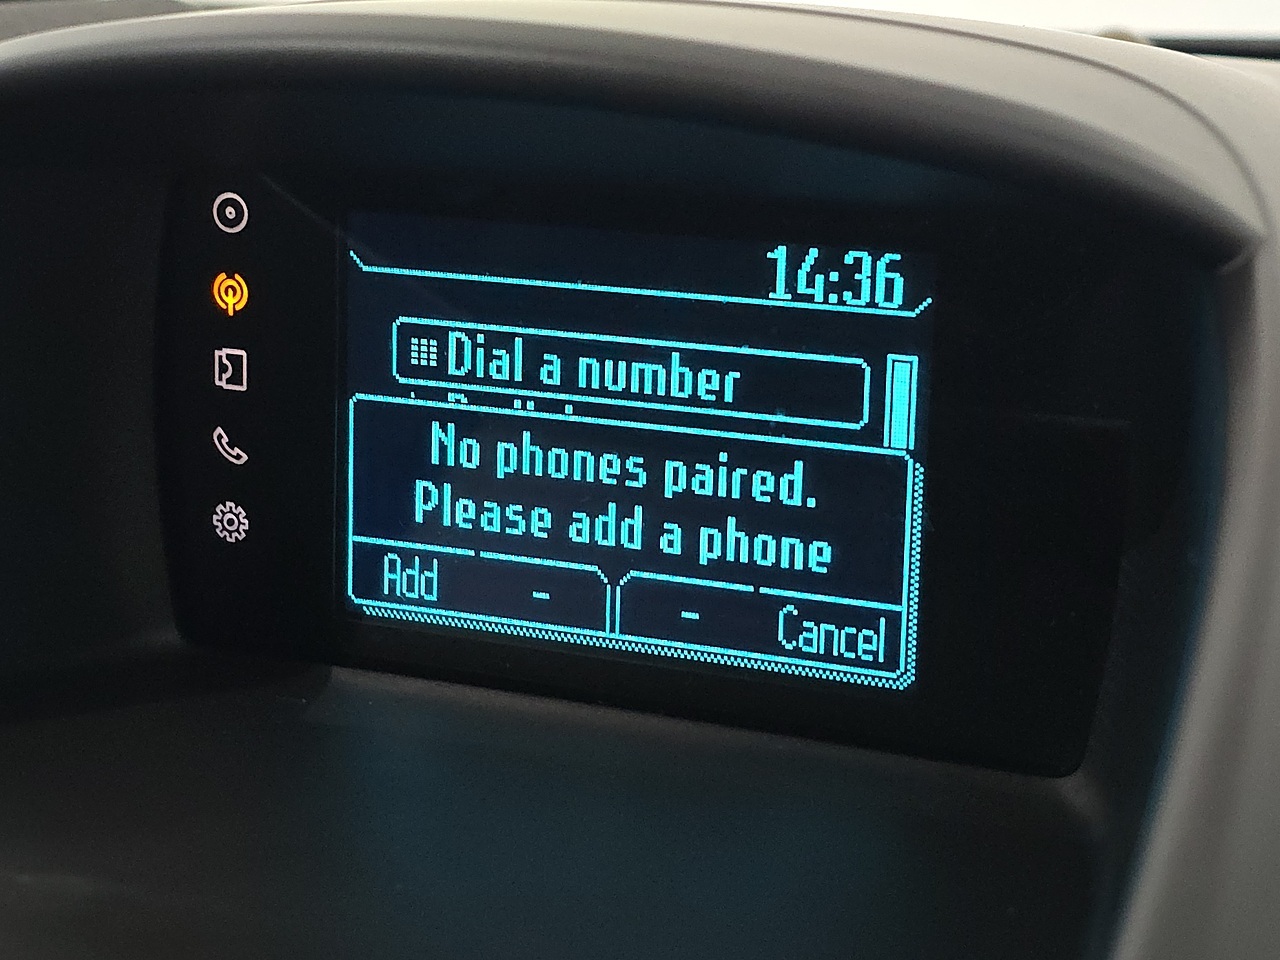 14:36
Dial a number
No phones paired.
Please add a phone
Add - - Cancel